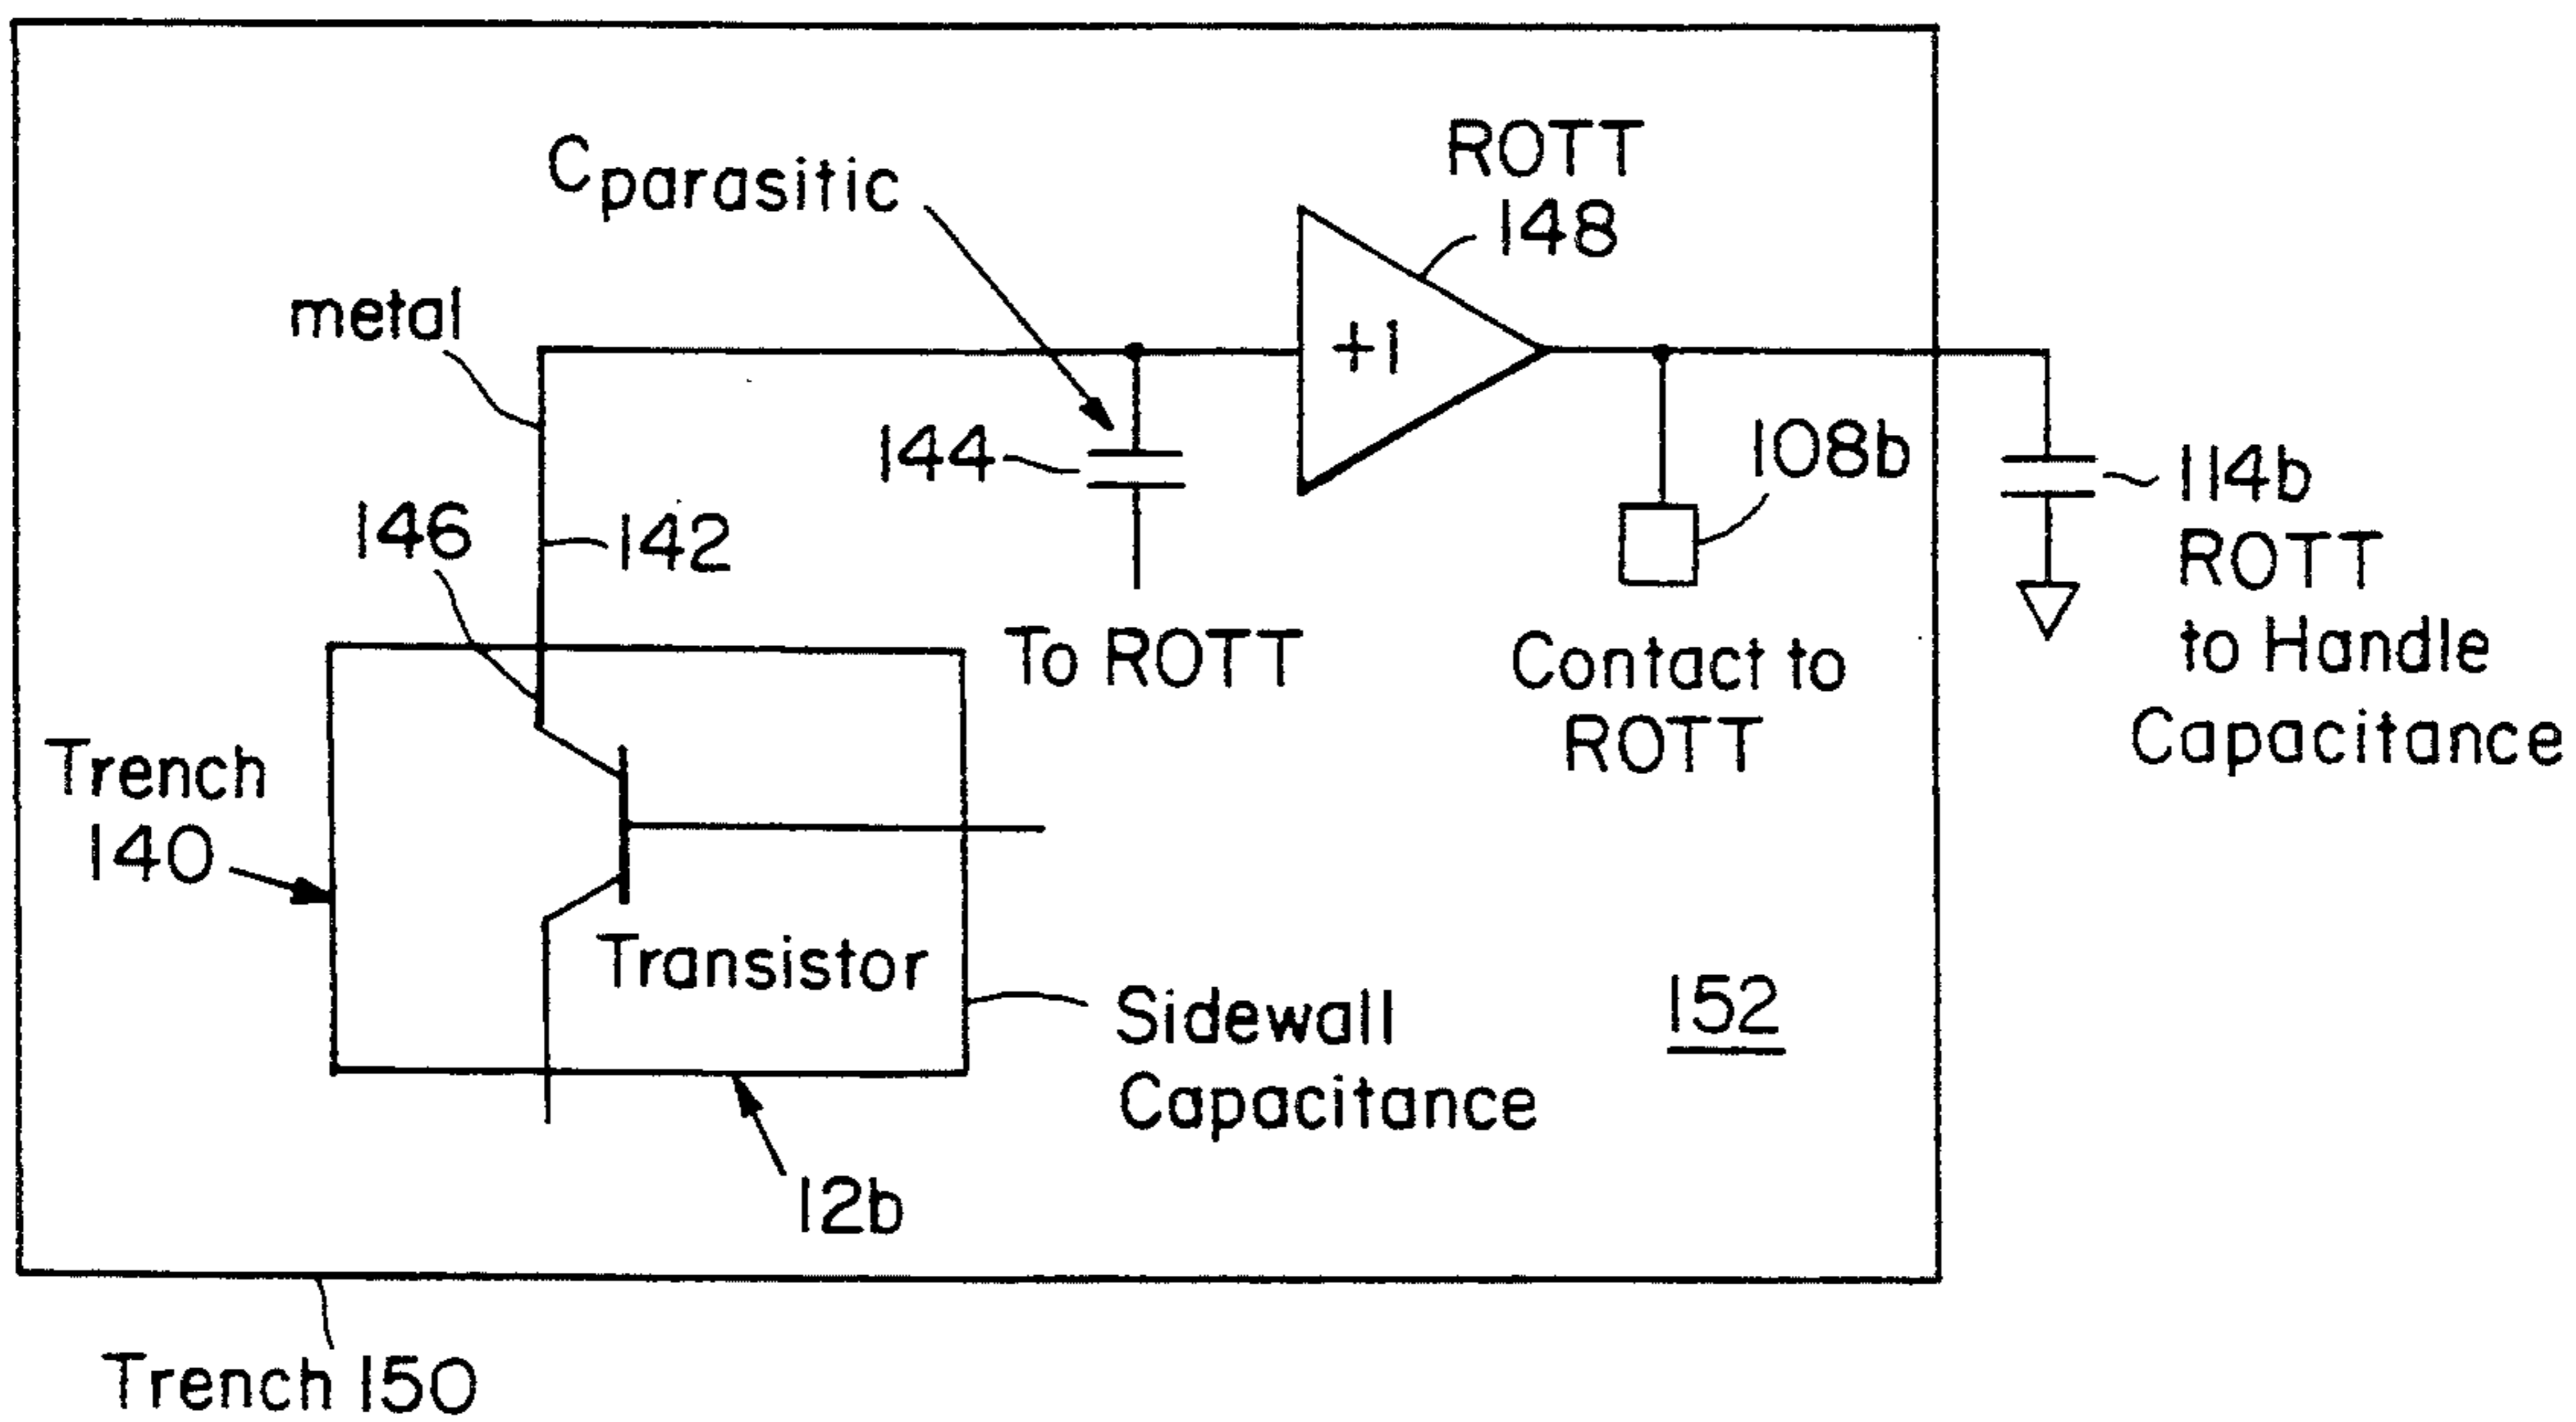 ROTT
148
Cparasitic
metal
+1
144
108b
114b
ROTT
to Handle
Capacitance
146
142
To ROTT
Contact to
ROTT
Trench
140
Transistor
Sidewall
Capacitance
152
12b
Trench 150